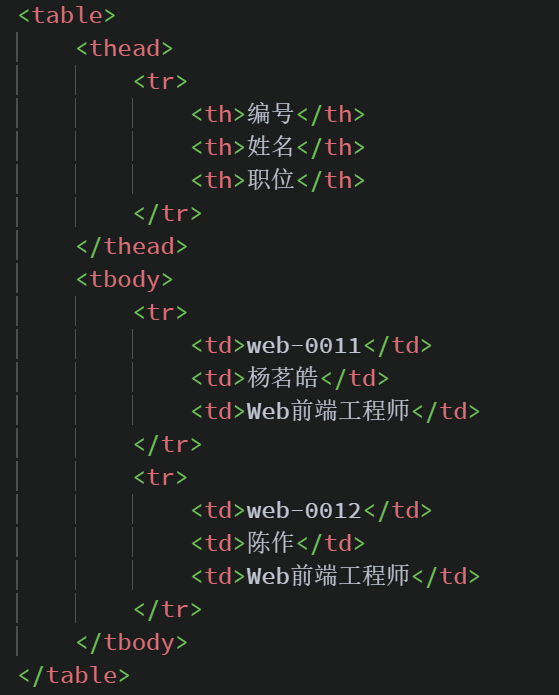 <table>
<thead>
<tr>
<th>编号</th>
<th>姓名</th>
<th>职位</th>
</tr>
</thead>
<tbody>
<tr>
<td>web-0011</td>
<td>杨茗皓</td>
<td>Web前端工程师</td>
</tr>
<tr>
<td>web-0012</td>
<td>陈作</td>
<td>Web前端工程师</td>
</tr>
</tbody>
</table>